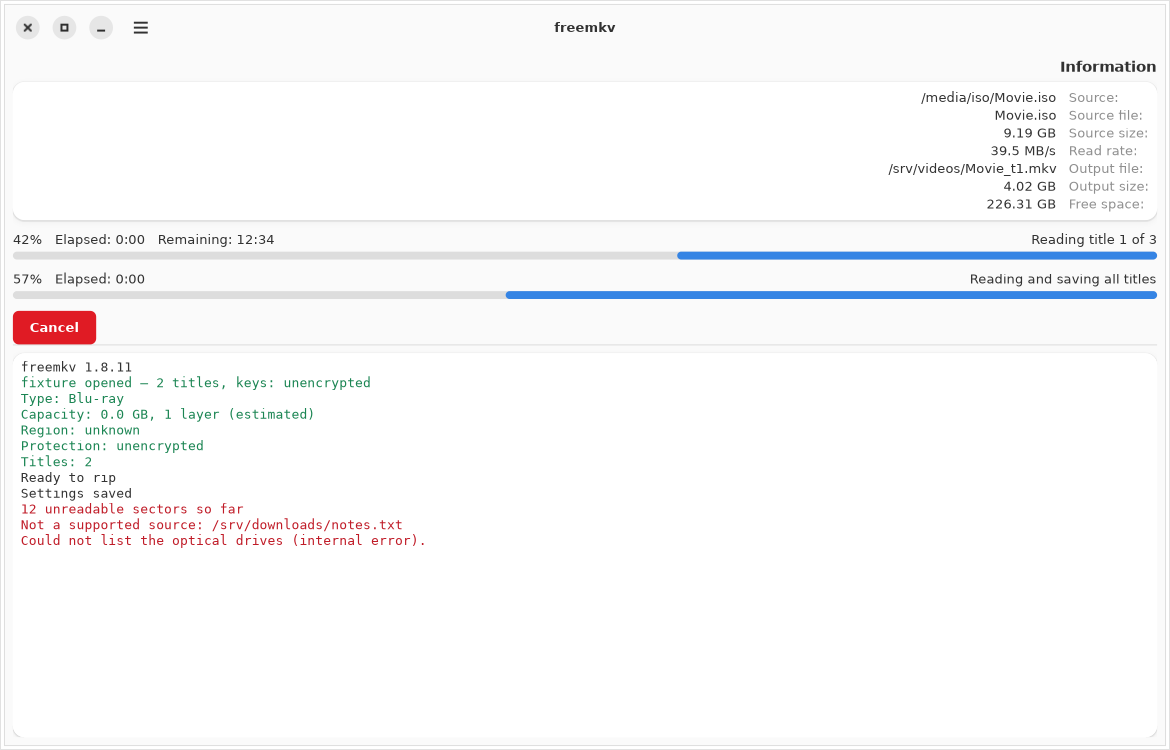 freemkv
Information
Source: /media/iso/Movie.iso
Source file: Movie.iso
Source size: 9.19 GB
Read rate: 39.5 MB/s
Output file: /srv/videos/Movie_t1.mkv
Output size: 4.02 GB
Free space: 226.31 GB
Reading title 1 of 3 42% Elapsed: 0:00 Remaining: 12:34
Reading and saving all titles 57% Elapsed: 0:00
Cancel
freemkv 1.8.11
fixture opened — 2 titles, keys: unencrypted
Type: Blu-ray
Capacity: 0.0 GB, 1 layer (estimated)
Region: unknown
Protection: unencrypted
Titles: 2
Ready to rip
Settings saved
12 unreadable sectors so far
Not a supported source: /srv/downloads/notes.txt
Could not list the optical drives (internal error).